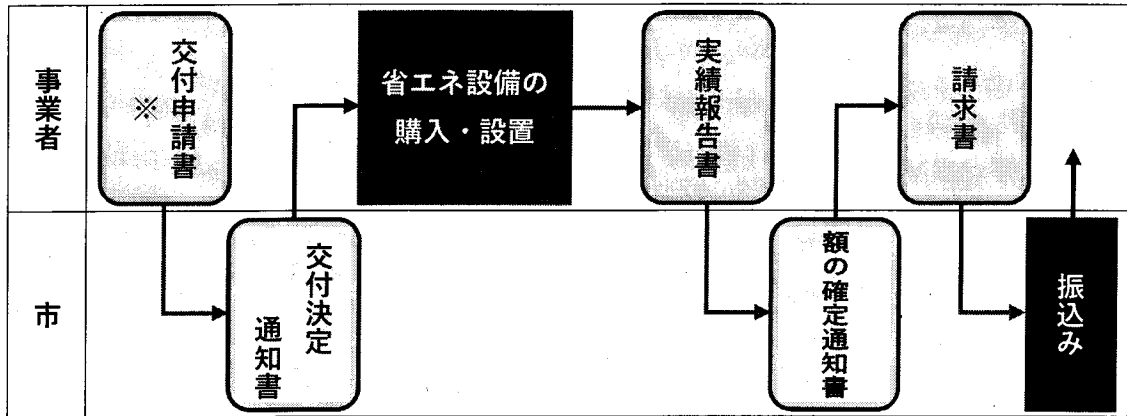 事業者
交付申請書
※
省エネ設備の
購入・設置
実績報告書
請求書
市
交付決定
通知書
額の確定通知書
振込み